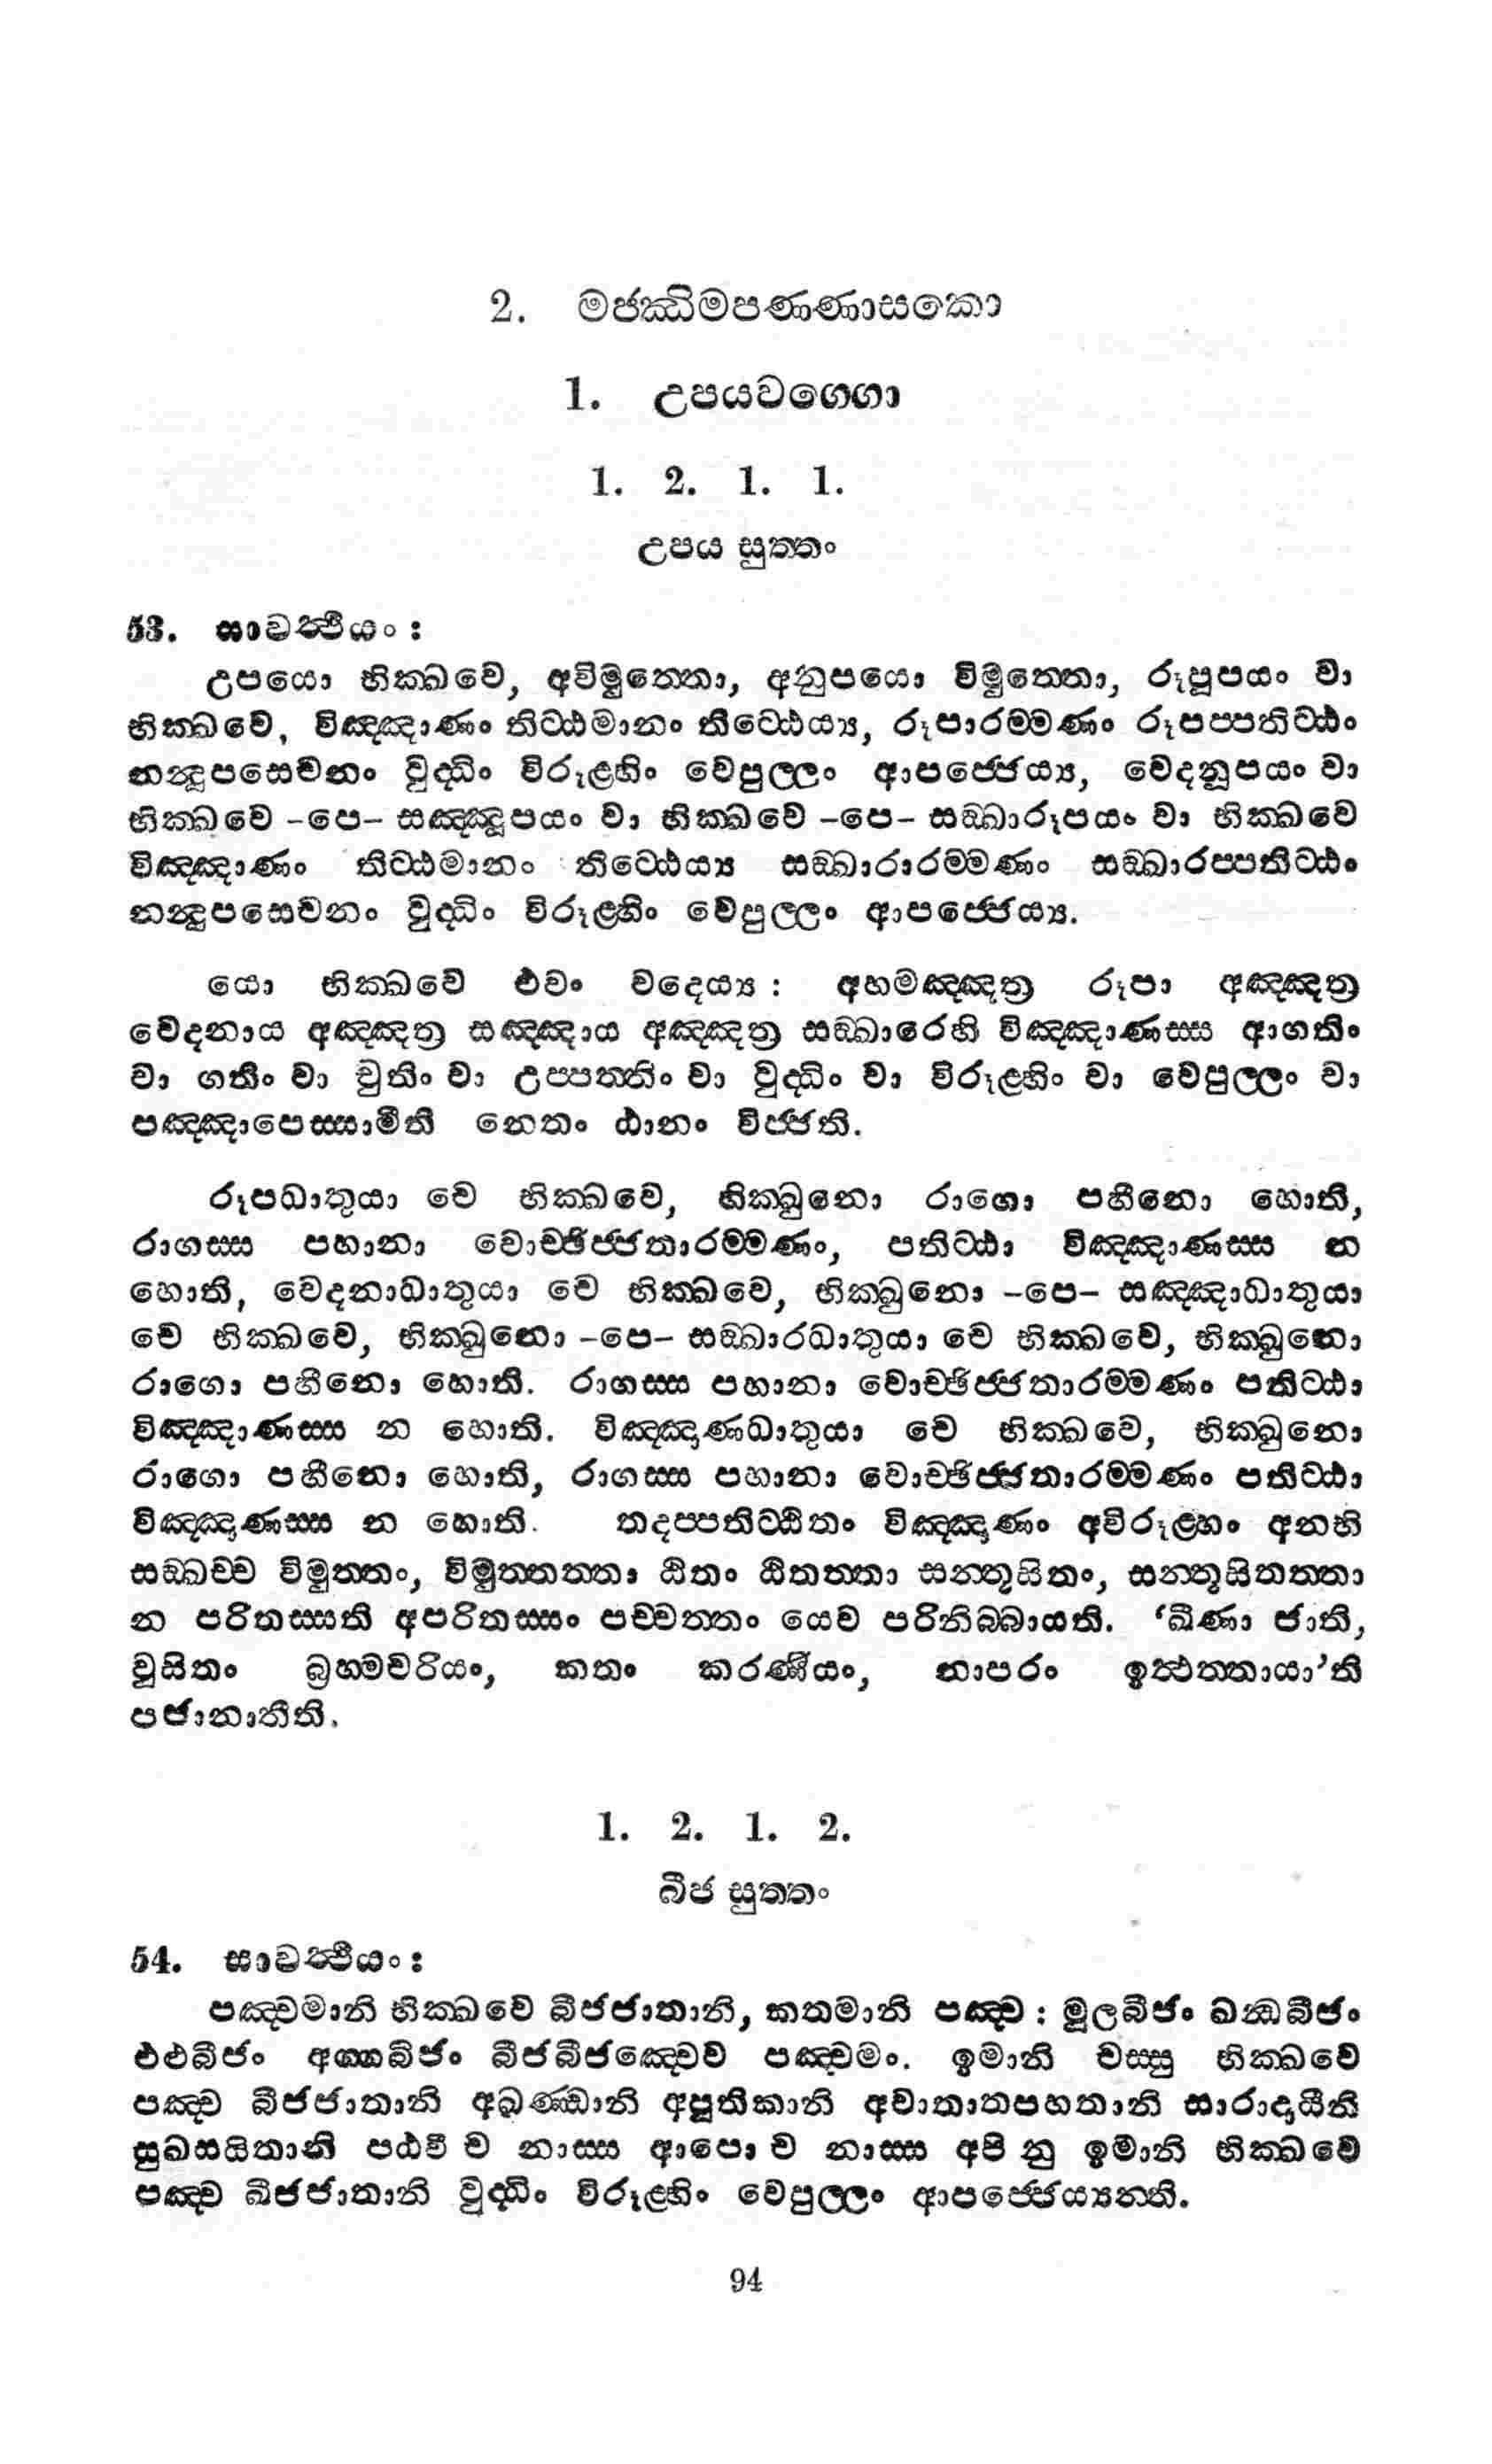 2. මජ්ඣිමපණ්ණාසකො
1. උපයවග්ගො
1. 2. 1. 1.
උපය සුත්තං
53. සාවත්ථියං :
උපයො භික්ඛවෙ, අවිමුත්තො, අනුපයො විමුත්තො, රූපූපයං වා
භික්ඛවෙ, විඤ්ඤාණං තිට්ඨමානං තිට්ඨෙය්‍ය, රූපාරම්මණං රූපප්පතිට්ඨං
නන්දූපසෙචනං වුද්ධිං විරූළ්හිං වෙපුල්ලං ආපජ්ජෙය්‍ය, වෙදනූපයං වා
භික්ඛවෙ -පෙ- සඤ්ඤූපයං වා භික්ඛවෙ -පෙ- සඞ්ඛාරූපයං වා භික්ඛවෙ
විඤ්ඤාණං තිට්ඨමානං තිට්ඨෙය්‍ය සඞ්ඛාරාරම්මණං සඞ්ඛාරප්පතිට්ඨං
නන්දූපසෙචනං වුද්ධිං විරූළ්හිං වෙපුල්ලං ආපජ්ජෙය්‍ය.
යො භික්ඛවෙ එවං වදෙය්‍ය : අහමඤ්ඤත්‍ර රූපා අඤ්ඤත්‍ර
වෙදනාය අඤ්ඤත්‍ර සඤ්ඤාය අඤ්ඤත්‍ර සඞ්ඛාරෙහි විඤ්ඤාණස්ස ආගතිං
වා ගතිං වා චුතිං වා උප්පත්තිං වා වුද්ධිං වා විරූළ්හිං වා වෙපුල්ලං වා
පඤ්ඤාපෙස්සාමීති නෙතං ඨානං විජ්ජති.
රූපධාතුයා චෙ භික්ඛවෙ, භික්ඛුනො රාගො පහීනො හොති,
රාගස්ස පහානා වොච්ඡිජ්ජතාරම්මණං, පතිට්ඨා විඤ්ඤාණස්ස න
හොති, වෙදනාධාතුයා චෙ භික්ඛවෙ, භික්ඛුනො -පෙ- සඤ්ඤාධාතුයා
චෙ භික්ඛවෙ, භික්ඛුනො -පෙ- සඞ්ඛාරධාතුයා චෙ භික්ඛවෙ, භික්ඛුනො
රාගො පහීනො හොති. රාගස්ස පහානා වොච්ඡිජ්ජතාරම්මණං පතිට්ඨා
විඤ්ඤාණස්ස න හොති. විඤ්ඤාණධාතුයා චෙ භික්ඛවෙ, භික්ඛුනො
රාගො පහීනො හොති, රාගස්ස පහානා වොච්ඡිජ්ජතාරම්මණං පතිට්ඨා
විඤ්ඤාණස්ස න හොති. තදප්පතිට්ඨිතං විඤ්ඤාණං අවිරූළ්හං අනභි
සඞ්ඛච්ච විමුත්තං, විමුත්තත්තා ඨිතං ඨිතත්තා සන්තූසිතං, සන්තූසිතත්තා
න පරිතස්සති අපරිතස්සං පච්චත්තං යෙව පරිනිබ්බායති. ‘ඛීණා ජාති,
වූසිතං බ්‍රහ්මචරියං, කතං කරණීයං, නාපරං ඉත්ථත්තායා’ති
පජානාතීති.
1. 2. 1. 2.
බීජ සුත්තං
54. සාවත්ථියං :
පඤ්චමානි භික්ඛවෙ බීජජාතානි, කතමානි පඤ්ච : මූලබීජං ඛන්ධබීජං
එළුබීජං අග්ගබීජං බීජබීජඤ්චෙව පඤ්චමං. ඉමානි චස්සු භික්ඛවෙ
පඤ්ච බීජජාතානි අඛණ්ඩානි අපූතිකානි අවාතාතපහතානි සාරාදායීනි
සුඛසයිතානි පඨවී ච නාස්ස ආපො ච නාස්ස අපි නු ඉමානි භික්ඛවෙ
පඤ්ච බීජජාතානි වුද්ධිං විරූළ්හිං වෙපුල්ලං ආපජ්ජෙය්‍යන්ති.
94